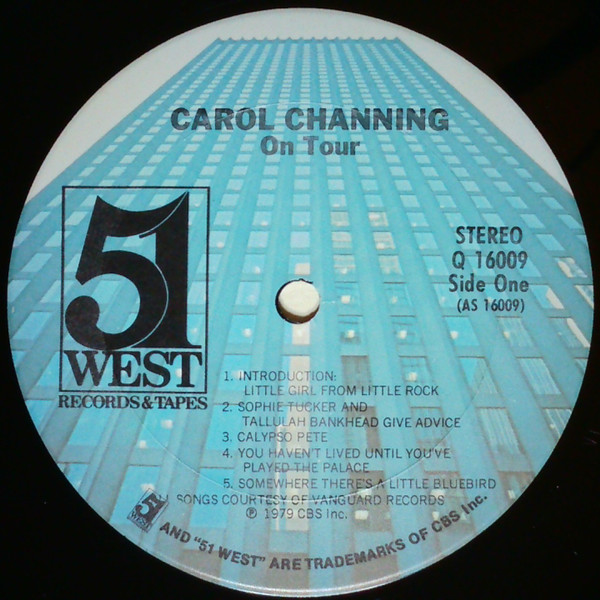 CAROL CHANNING
On Tour
51
WEST
RECORDS & TAPES
STEREO
Q 16009
Side One
(AS 16009)
1. INTRODUCTION:
LITTLE GIRL FROM LITTLE ROCK
2. SOPHIE TUCKER AND
TALLULAH BANKHEAD GIVE ADVICE
3. CALYPSO PETE
4. YOU HAVEN'T LIVED UNTIL YOU'VE
PLAYED THE PALACE
5. SOMEWHERE THERE'S A LITTLE BLUEBIRD
SONGS COURTESY OF VANGUARD RECORDS
℗ 1979 CBS Inc.
51
WEST
AND "51 WEST" ARE TRADEMARKS OF CBS Inc.